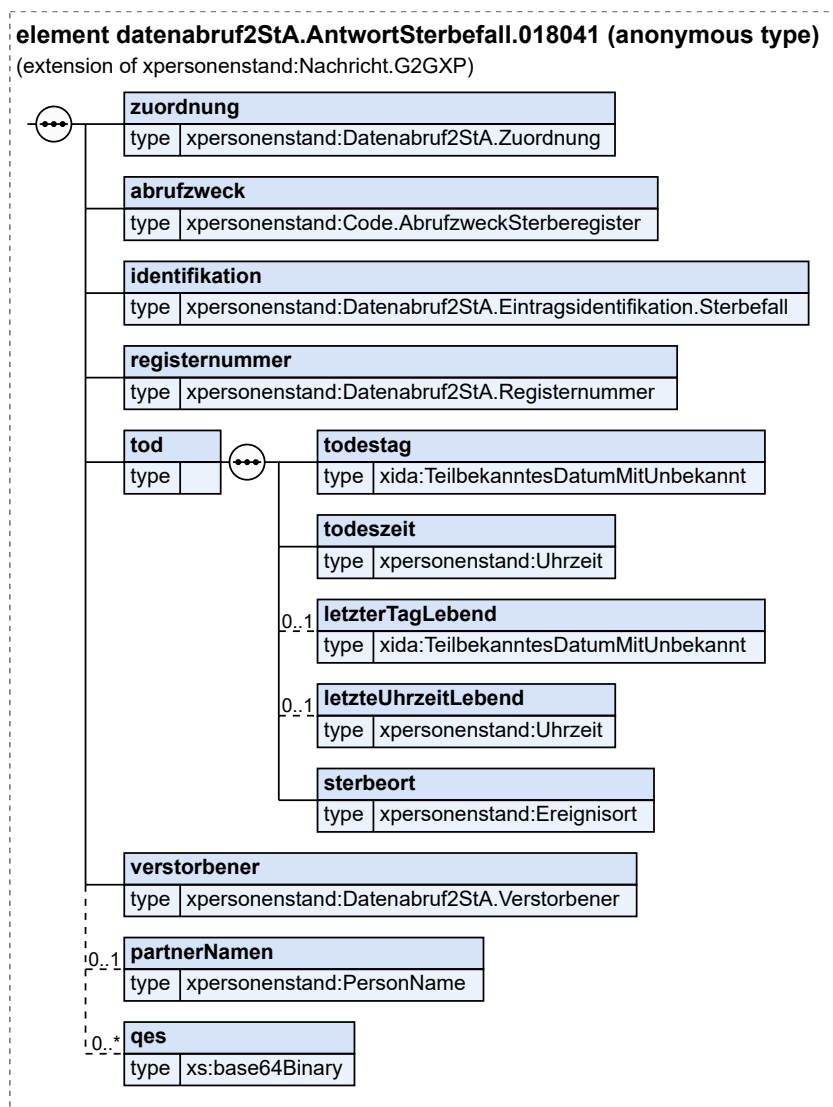 element datenabruf2StA.AntwortSterbefall.018041 (anonymous type)
(extension of xpersonenstand:Nachricht.G2GXP)
zuordnung
type xpersonenstand:Datenabruf2StA.Zuordnung
abrufzweck
type xpersonenstand:Code.AbrufzweckSterberegister
identifikation
type xpersonenstand:Datenabruf2StA.Eintragsidentifikation.Sterbefall
registernummer
type xpersonenstand:Datenabruf2StA.Registernummer
tod
type
todestag
type xida:TeilbekanntesDatumMitUnbekannt
todeszeit
type xpersonenstand:Uhrzeit
0..1 letzterTagLebend
type xida:TeilbekanntesDatumMitUnbekannt
0..1 letzteUhrzeitLebend
type xpersonenstand:Uhrzeit
sterbeort
type xpersonenstand:Ereignisort
verstorbener
type xpersonenstand:Datenabruf2StA.Verstorbener
0..1 partnerNamen
type xpersonenstand:PersonName
0..* qes
type xs:base64Binary